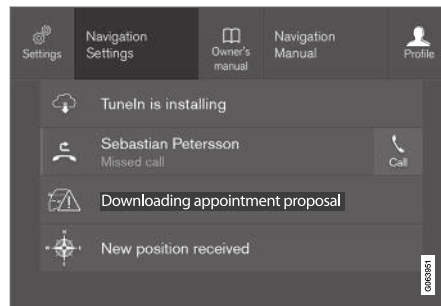 Settings
Navigation
Settings
Owner's
manual
Navigation
Manual
Profile
TuneIn is installing
Sebastian Petersson
Missed call
Call
Downloading appointment proposal
New position received
G063951